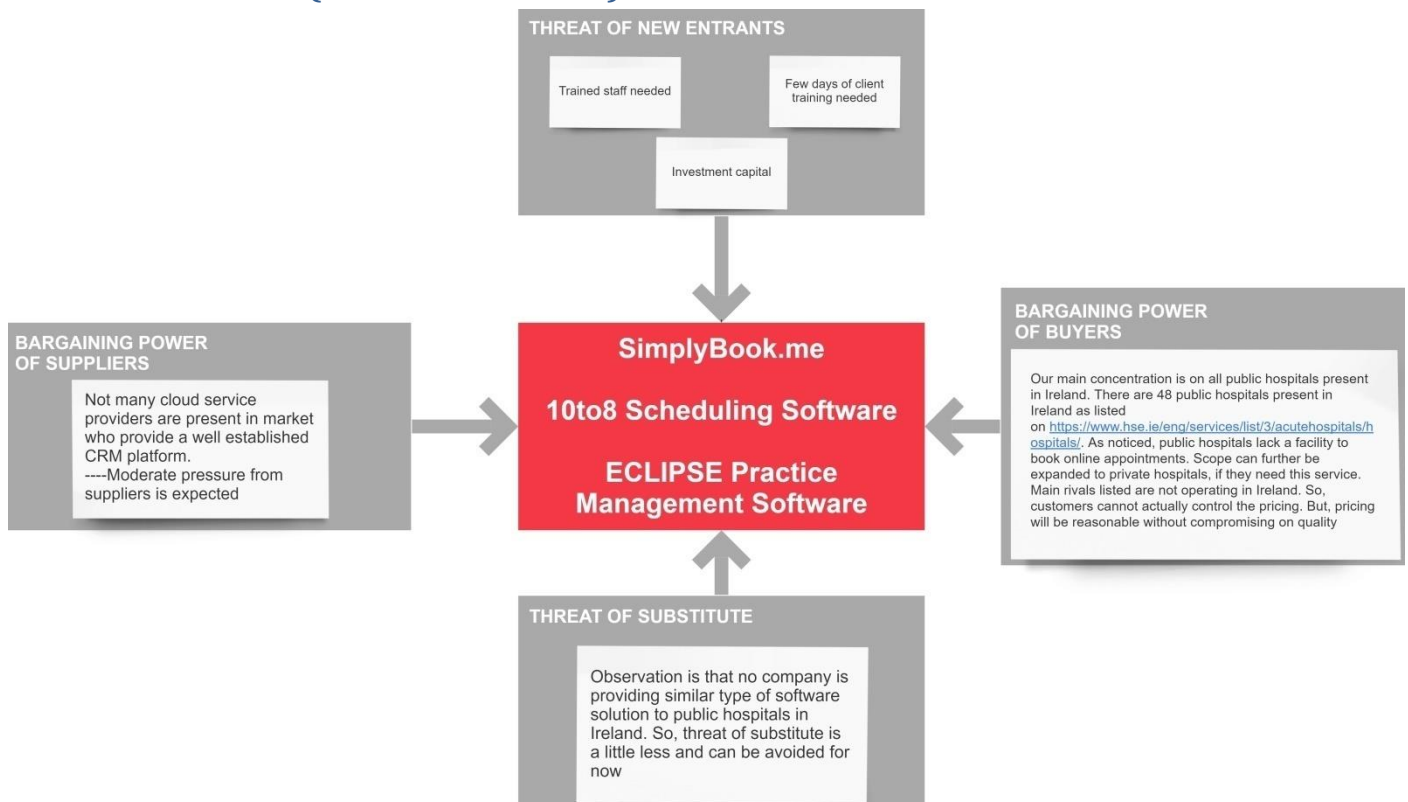 THREAT OF NEW ENTRANTS
Trained staff needed
Few days of client
training needed
Investment capital
BARGAINING POWER
OF SUPPLIERS
Not many cloud service
providers are present in market
who provide a well established
CRM platform.
----Moderate pressure from
suppliers is expected
SimplyBook.me
10to8 Scheduling Software
ECLIPSE Practice
Management Software
BARGAINING POWER
OF BUYERS
Our main concentration is on all public hospitals present
in Ireland. There are 48 public hospitals present in
Ireland as listed
on https://www.hse.ie/eng/services/list/3/acutehospitals/h
ospitals/. As noticed, public hospitals lack a facility to
book online appointments. Scope can further be
expanded to private hospitals, if they need this service.
Main rivals listed are not operating in Ireland. So,
customers cannot actually control the pricing. But, pricing
will be reasonable without compromising on quality
THREAT OF SUBSTITUTE
Observation is that no company is
providing similar type of software
solution to public hospitals in
Ireland. So, threat of substitute is
a little less and can be avoided for
now